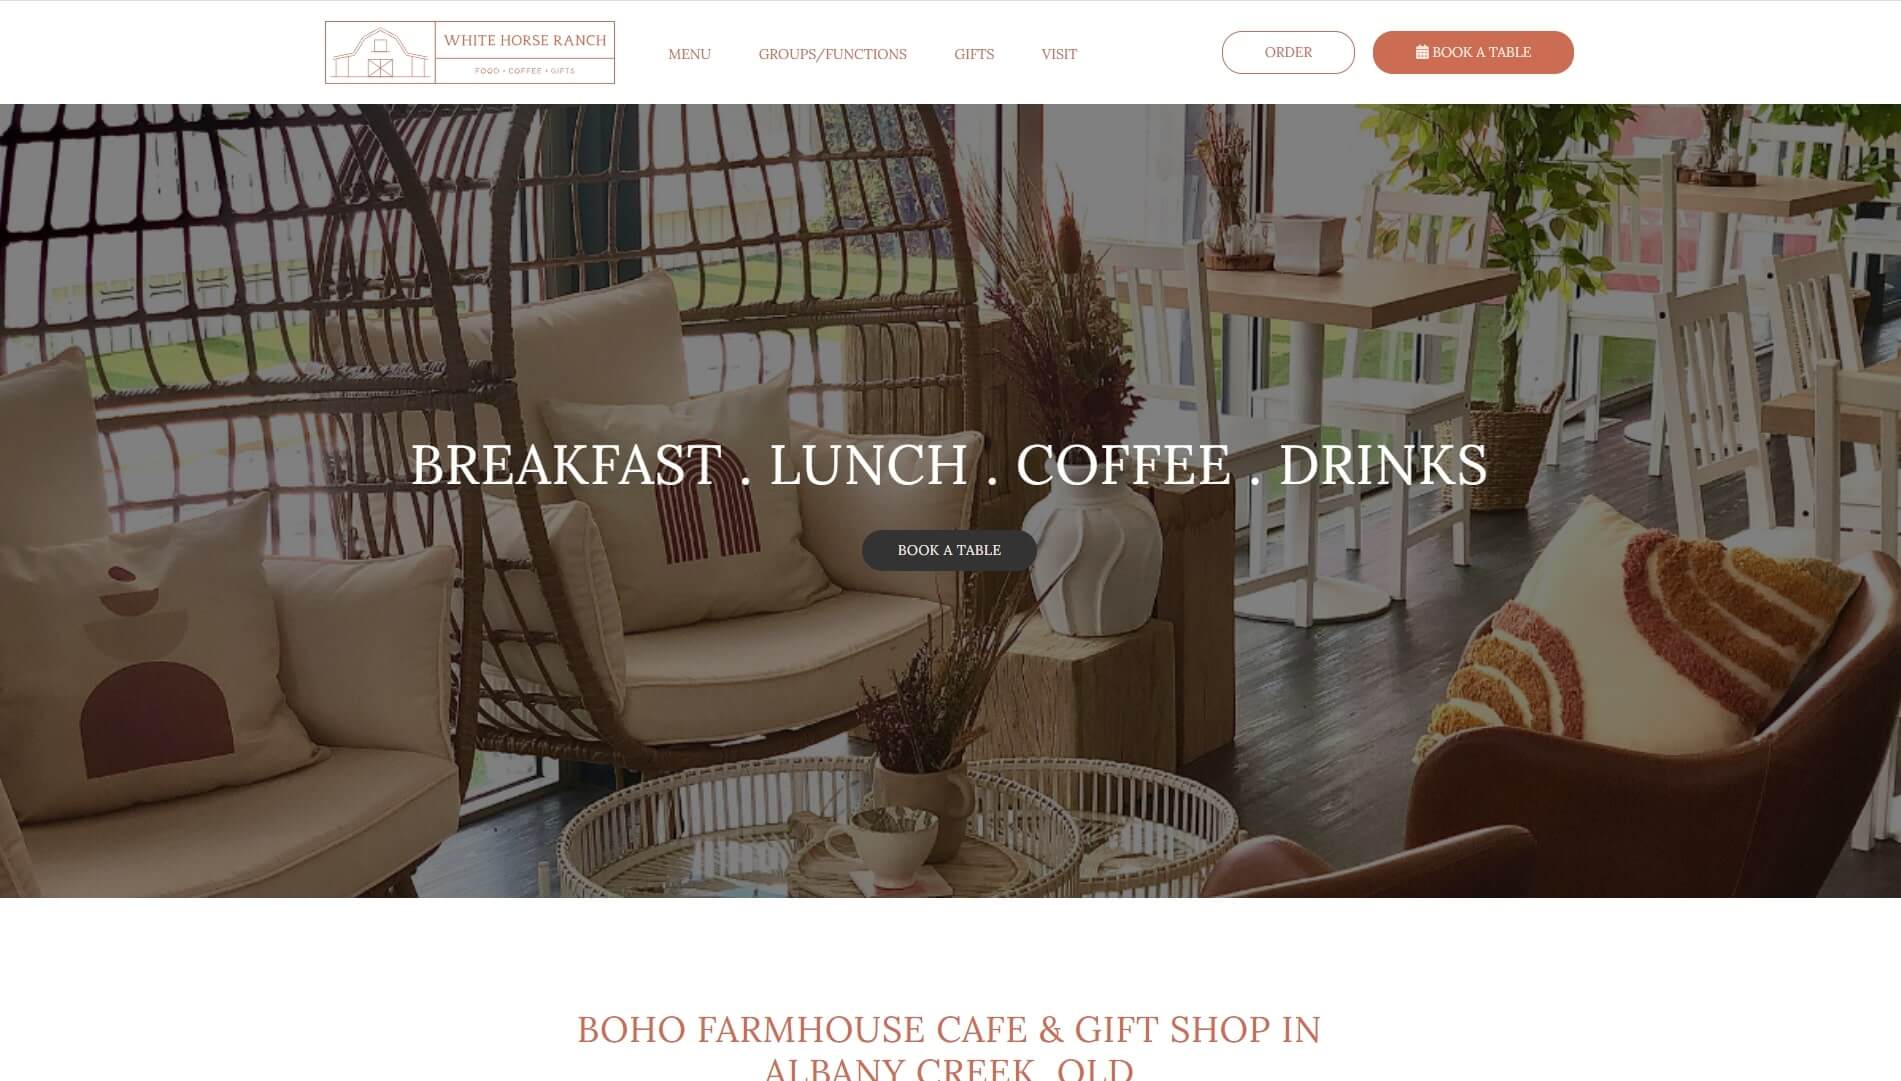 WHITE HORSE RANCH
FOOD • COFFEE • GIFTS
MENU
GROUPS/FUNCTIONS
GIFTS
VISIT
ORDER
BOOK A TABLE
BREAKFAST . LUNCH . COFFEE . DRINKS
BOOK A TABLE
BOHO FARMHOUSE CAFE & GIFT SHOP IN
ALBANY CREEK, QLD